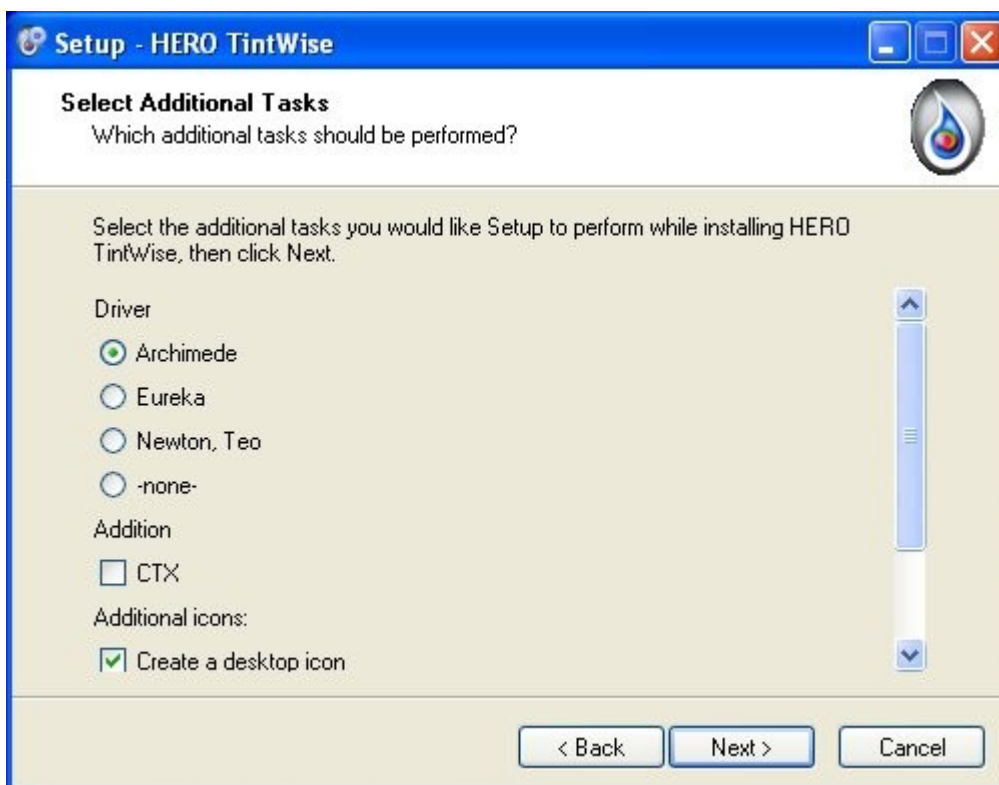 Setup - HERO TintWise
Select Additional Tasks
Which additional tasks should be performed?
Select the additional tasks you would like Setup to perform while installing HERO
TintWise, then click Next.
Driver
Archimede
Eureka
Newton, Teo
-none-
Addition
CTX
Additional icons:
Create a desktop icon
< Back
Next >
Cancel